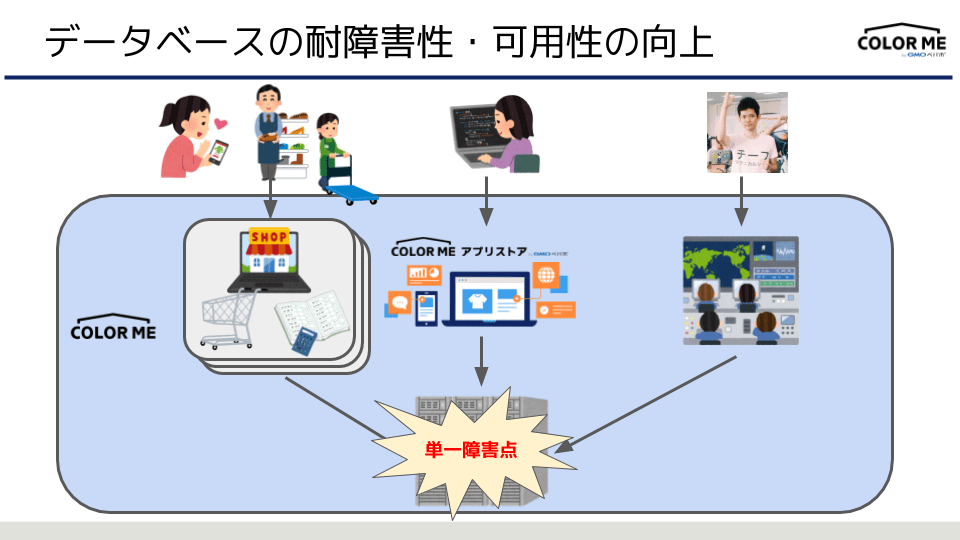 データベースの耐障害性・可用性の向上
COLOR ME
by GMOペパボ
チーフ
SHOP
COLOR ME アプリストア
by GMOペパボ
COLOR ME
単一障害点